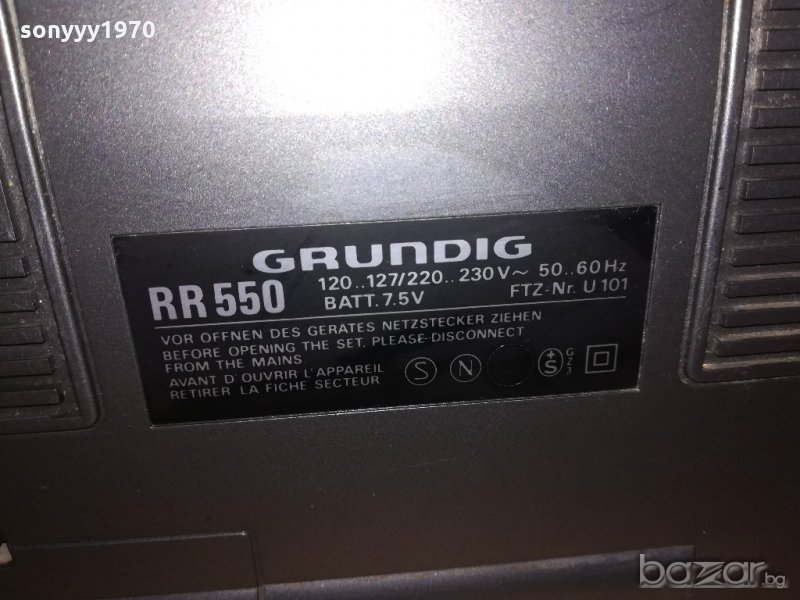 sonyyy1970
GRUNDIG
RR 550
120..127/220..230V~ 50..60Hz
BATT.7.5V FTZ-Nr. U 101
VOR ÖFFNEN DES GERATES NETZSTECKER ZIEHEN
BEFORE OPENING THE SET, PLEASE DISCONNECT
FROM THE MAINS.
AVANT D'OUVRIR L'APPAREIL
RETIRER LA FICHE SECTEUR
S N S GZ3
bazar.bg